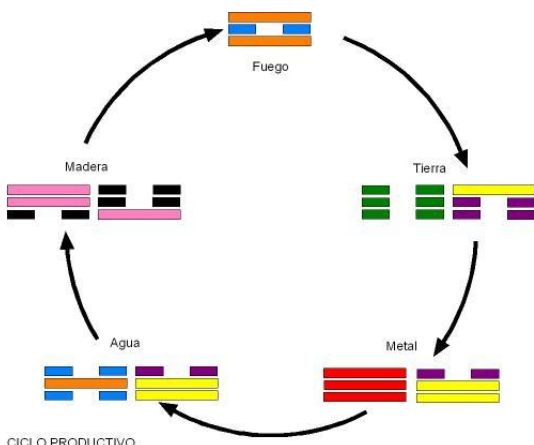 Fuego
Madera
Tierra
Agua
Metal
CICLO PRODUCTIVO